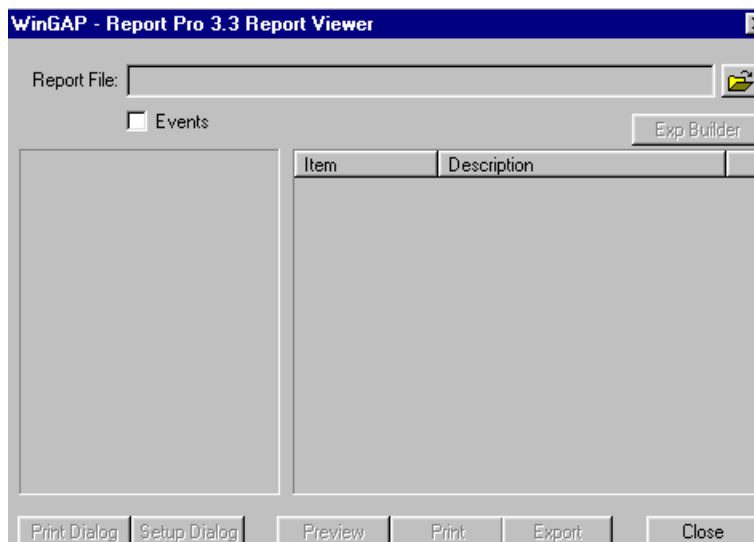 WinGAP - Report Pro 3.3 Report Viewer
Report File:
Events
Exp Builder
Item Description
Print Dialog Setup Dialog Preview Print Export Close